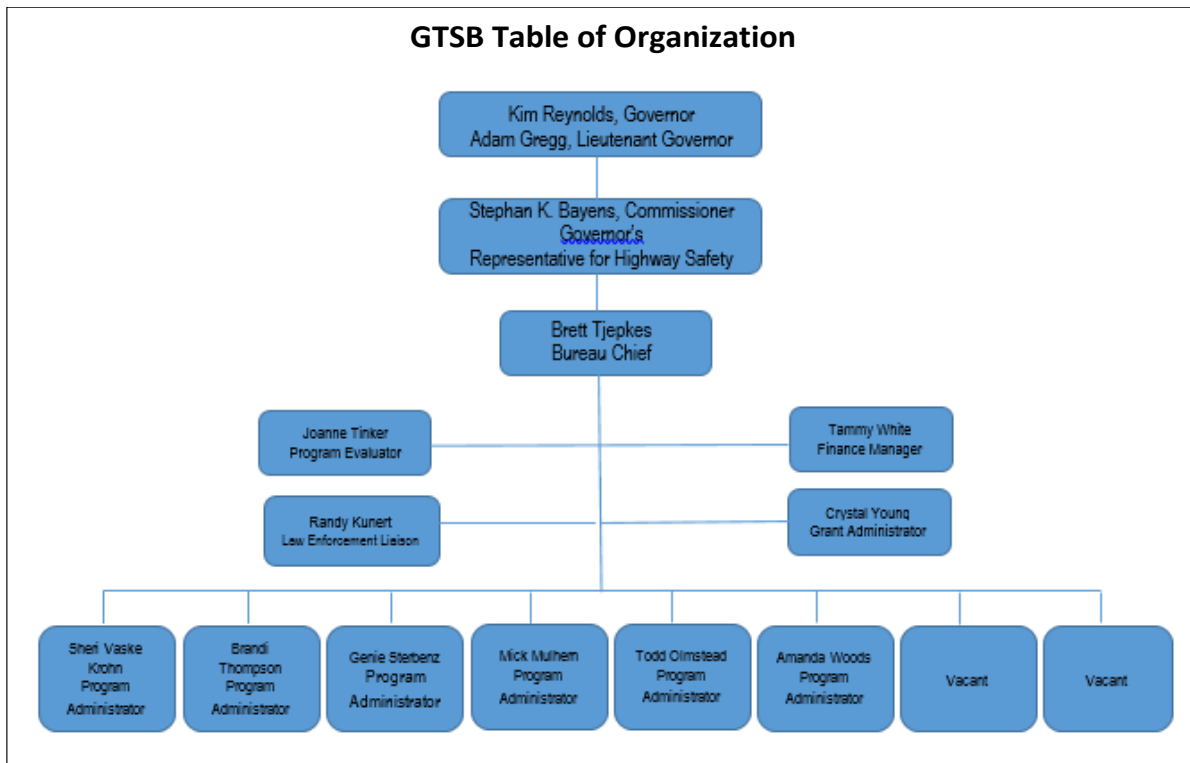 GTSB Table of Organization
Kim Reynolds, Governor
Adam Gregg, Lieutenant Governor
Stephan K. Bayens, Commissioner
Governor's
Representative for Highway Safety
Brett Tjepkes
Bureau Chief
Joanne Tinker
Program Evaluator
Tammy White
Finance Manager
Randy Kunert
Law Enforcement Liaison
Crystal Young
Grant Administrator
Sheri Vaske
Krohn
Program
Administrator
Brandi
Thompson
Program
Administrator
Genie Sterbenz
Program
Administrator
Mick Mulhern
Program
Administrator
Todd Olmstead
Program
Administrator
Amanda Woods
Program
Administrator
Vacant
Vacant